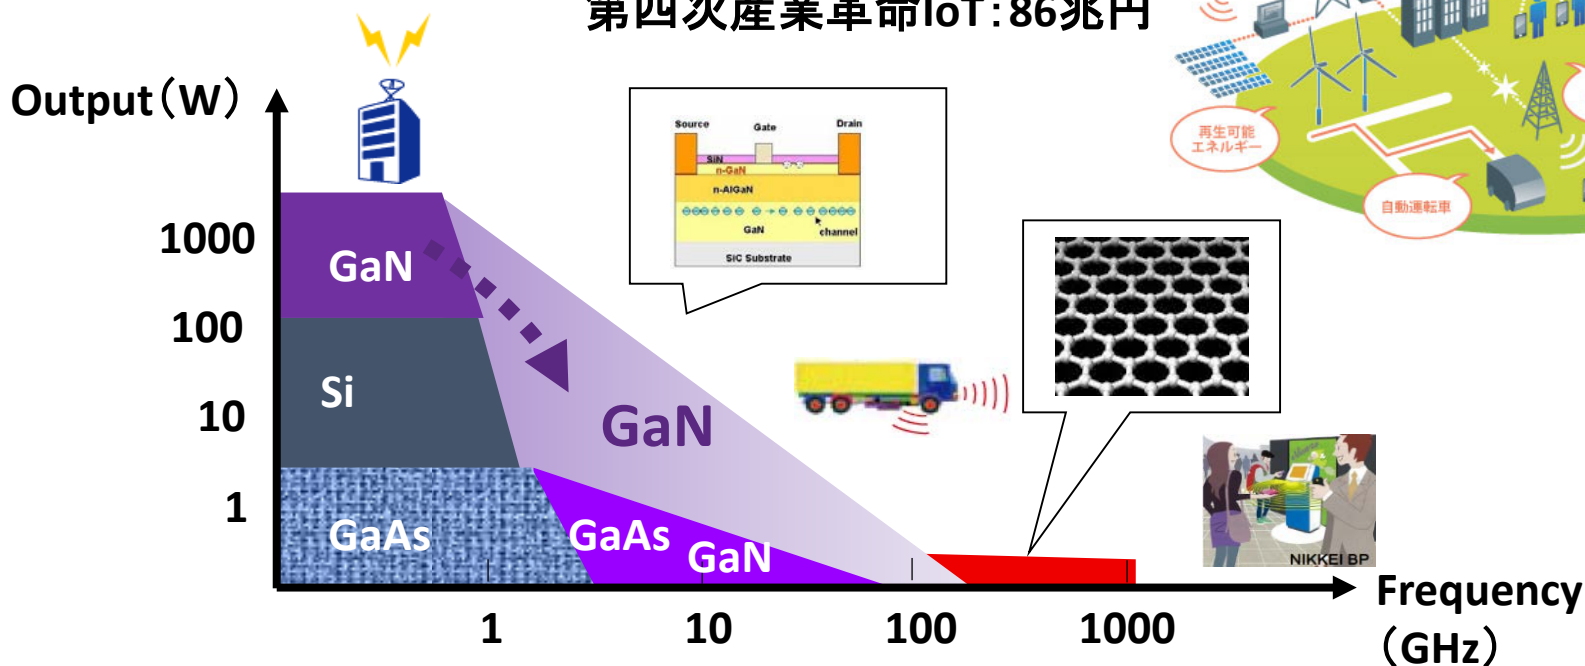 第四次産業革命IoT：86兆円
Output（W）
1000
100
10
1
GaN
Si
GaAs
GaN
GaAs
GaN
Source
Gate
Drain
SiN
n-GaN
n-AlGaN
GaN
channel
SiC Substrate
再生可能
エネルギー
自動運転車
NIKKEI BP
1
10
100
1000
Frequency
（GHz）